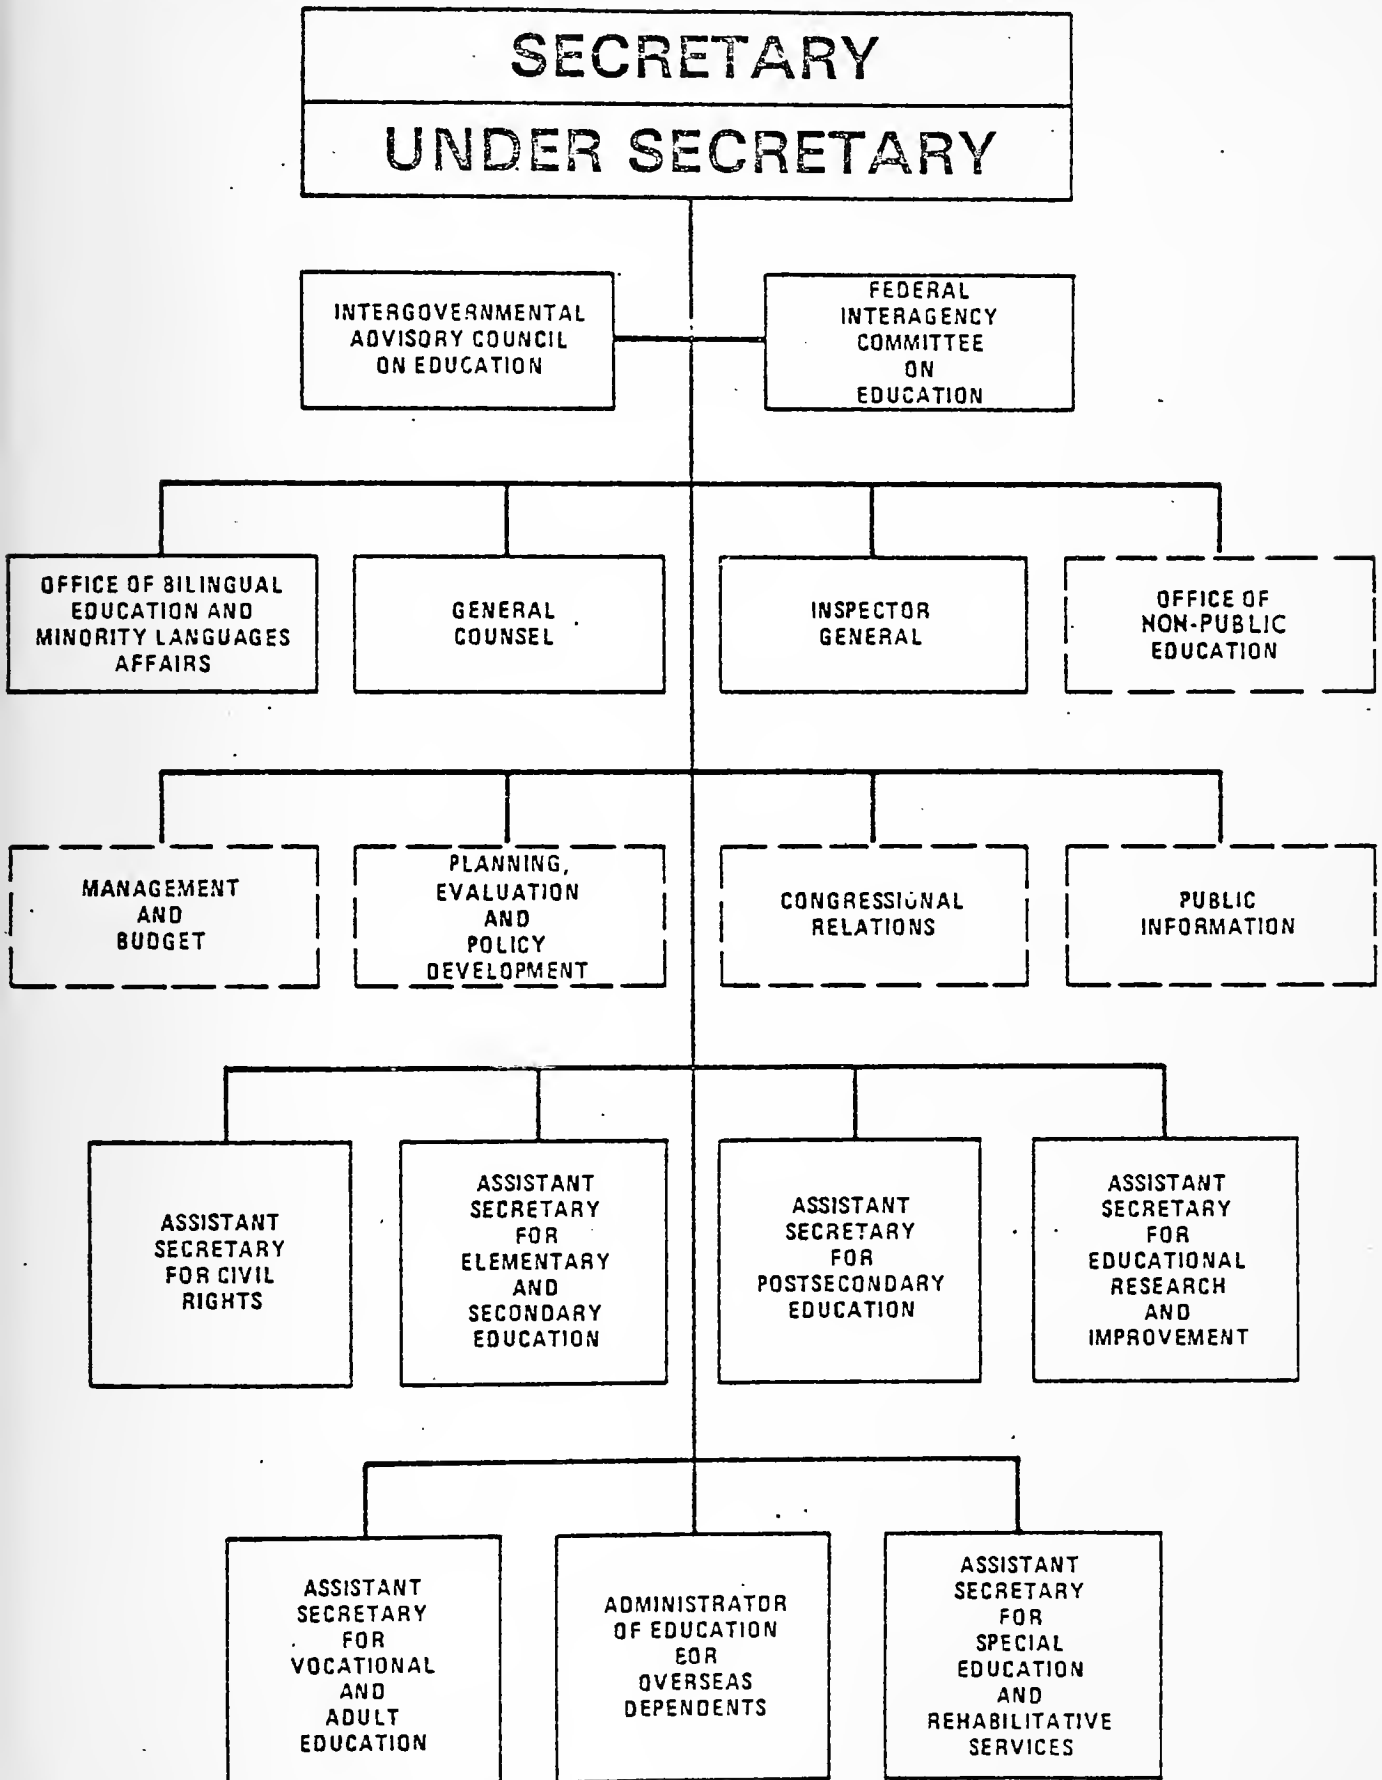 SECRETARY
UNDER SECRETARY
INTERGOVERNMENTAL
ADVISORY COUNCIL
ON EDUCATION
FEDERAL
INTERAGENCY
COMMITTEE
ON
EDUCATION
OFFICE OF BILINGUAL
EDUCATION AND
MINORITY LANGUAGES
AFFAIRS
GENERAL
COUNSEL
INSPECTOR
GENERAL
OFFICE OF
NON-PUBLIC
EDUCATION
MANAGEMENT
AND
BUDGET
PLANNING,
EVALUATION
AND
POLICY
DEVELOPMENT
CONGRESSIONAL
RELATIONS
PUBLIC
INFORMATION
ASSISTANT
SECRETARY
FOR CIVIL
RIGHTS
ASSISTANT
SECRETARY
FOR
ELEMENTARY
AND
SECONDARY
EDUCATION
ASSISTANT
SECRETARY
FOR
POSTSECONDARY
EDUCATION
ASSISTANT
SECRETARY
FOR
EDUCATIONAL
RESEARCH
AND
IMPROVEMENT
ASSISTANT
SECRETARY
FOR
VOCATIONAL
AND
ADULT
EDUCATION
ADMINISTRATOR
OF EDUCATION
EOR
OVERSEAS
DEPENDENTS
ASSISTANT
SECRETARY
FOR
SPECIAL
EDUCATION
AND
REHABILITATIVE
SERVICES